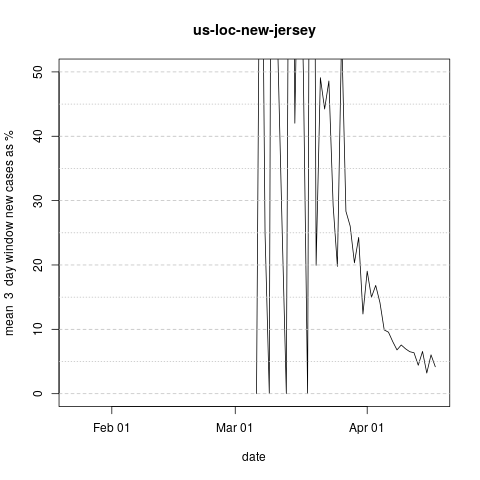 us-loc-new-jersey
50
40
30
20
10
0
mean 3 day window new cases as %
Feb 01
Mar 01
Apr 01
date